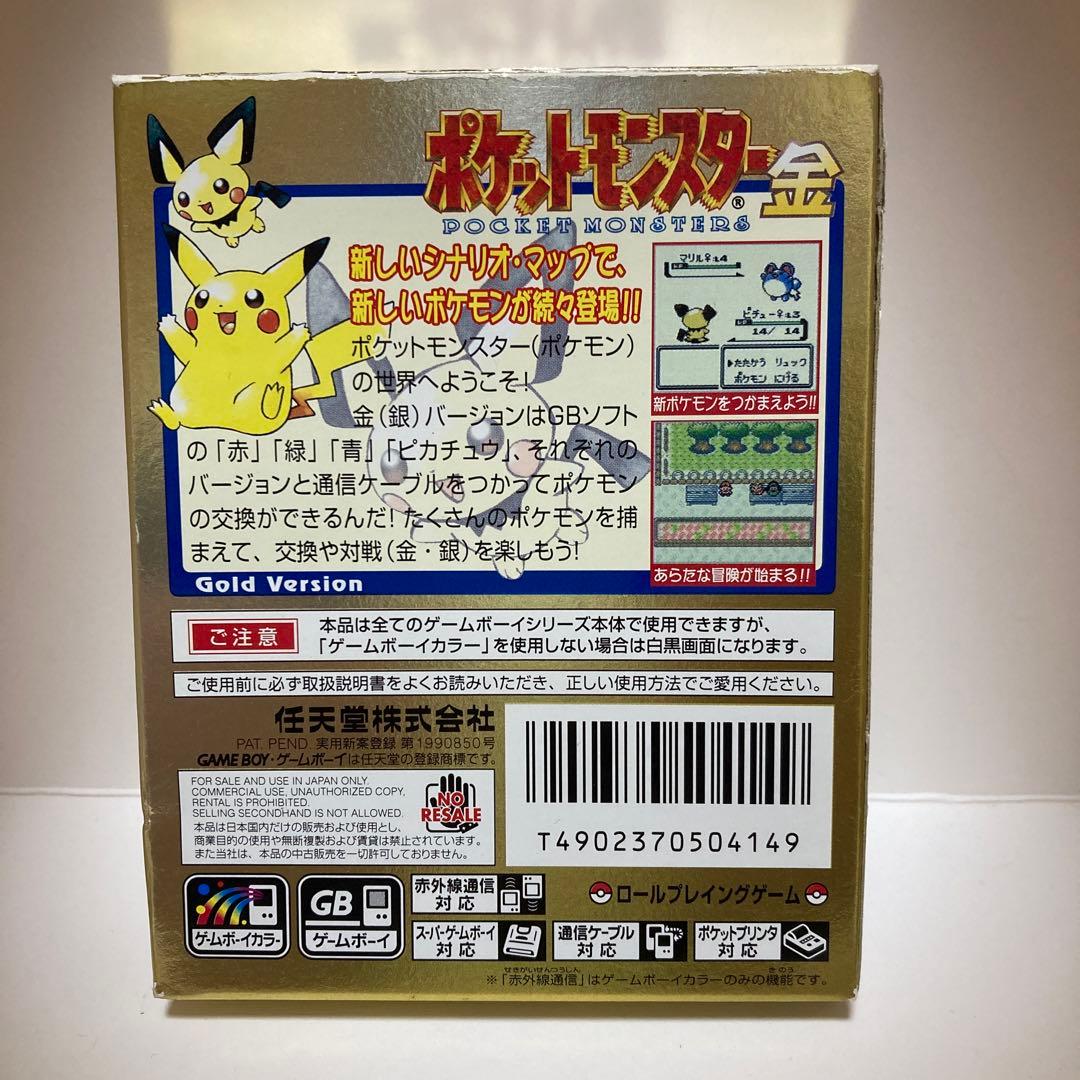 ポケットモンスター金
POCKET MONSTERS
新しいシナリオ・マップで、
新しいポケモンが続々登場!!
ポケットモンスター(ポケモン)
の世界へようこそ!
金(銀)バージョンはGBソフト
の「赤」「緑」「青」「ピカチュウ」、それぞれの
バージョンと通信ケーブルをつかってポケモン
の交換ができるんだ!たくさんのポケモンを捕
まえて、交換や対戦(金・銀)を楽しもう!
Gold Version
マリル♀:4
ピチュー♀:3
14/ 14
▶たたかう リュック
ポケモン にげる
新ポケモンをつかまえよう!!
あらたな冒険が始まる!!
ご注意
本品は全てのゲームボーイシリーズ本体で使用できますが、
「ゲームボーイカラー」を使用しない場合は白黒画面になります。
ご使用前に必ず取扱説明書をよくお読みいただき、正しい使用方法でご愛用ください。
任天堂株式会社
PAT. PEND. 実用新案登録 第1990850号
GAME BOY・ゲームボーイは任天堂の登録商標です。
FOR SALE AND USE IN JAPAN ONLY.
COMMERCIAL USE, UNAUTHORIZED COPY,
RENTAL IS PROHIBITED.
SELLING SECONDHAND IS NOT ALLOWED.
本品は日本国内だけの販売および使用とし、
商業目的の使用や無断複製および賃貸は禁止されています。
また当社は、本品の中古販売を一切許可しておりません。
NO
RESALE
T4902370504149
ゲームボーイカラー
GB
ゲームボーイ
赤外線通信
対応
ロールプレイングゲーム
スーパーゲームボーイ
対応
通信ケーブル
対応
ポケットプリンタ
対応
※「赤外線通信」はゲームボーイカラーのみの機能です。